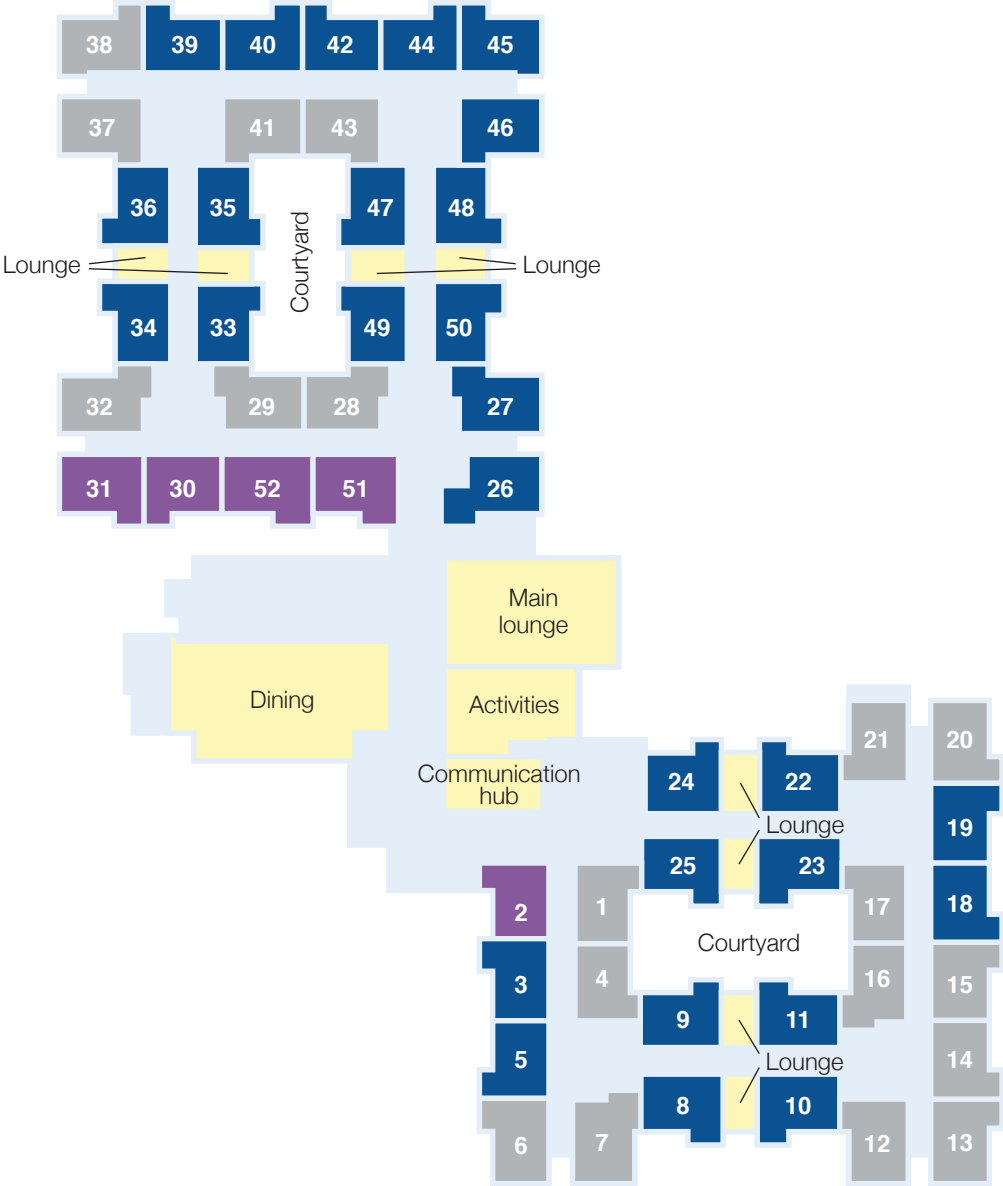 38 39 40 42 44 45
37 41 43 46
36 35 47 48
Courtyard
Lounge
Lounge
34 33 49 50
32 29 28 27
31 30 52 51 26
Main
lounge
Dining
Activities
Communication
hub
21 20
24 22
Lounge
19
25 23
2 1 17 18
Courtyard
3 4 16 15
9 11
5 Lounge 14
8 10
6 7 12 13